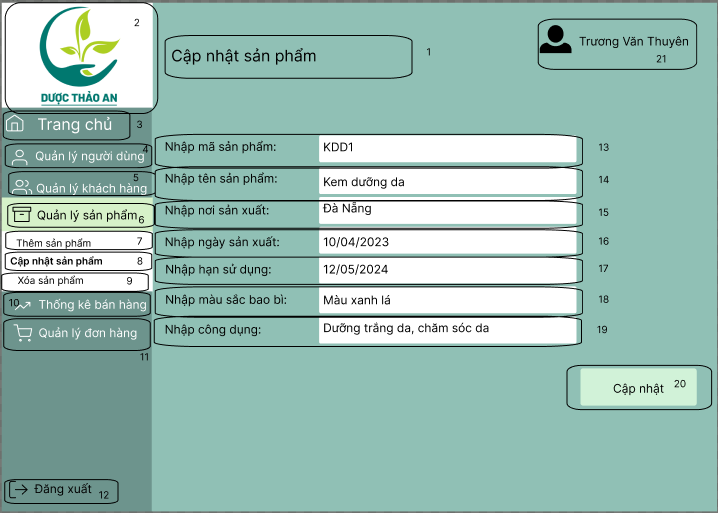 2
DƯỢC THẢO AN
Cập nhật sản phẩm
1
Trương Văn Thuyên
21
Trang chủ
3
Quản lý người dùng
4
Quản lý khách hàng
5
Quản lý sản phẩm
6
Thêm sản phẩm
7
Cập nhật sản phẩm
8
Xóa sản phẩm
9
Thống kê bán hàng
10
Quản lý đơn hàng
11
Đăng xuất
12
Nhập mã sản phẩm: KDD1 13
Nhập tên sản phẩm: Kem dưỡng da 14
Nhập nơi sản xuất: Đà Nẵng 15
Nhập ngày sản xuất: 10/04/2023 16
Nhập hạn sử dụng: 12/05/2024 17
Nhập màu sắc bao bì: Màu xanh lá 18
Nhập công dụng: Dưỡng trắng da, chăm sóc da 19
Cập nhật 20